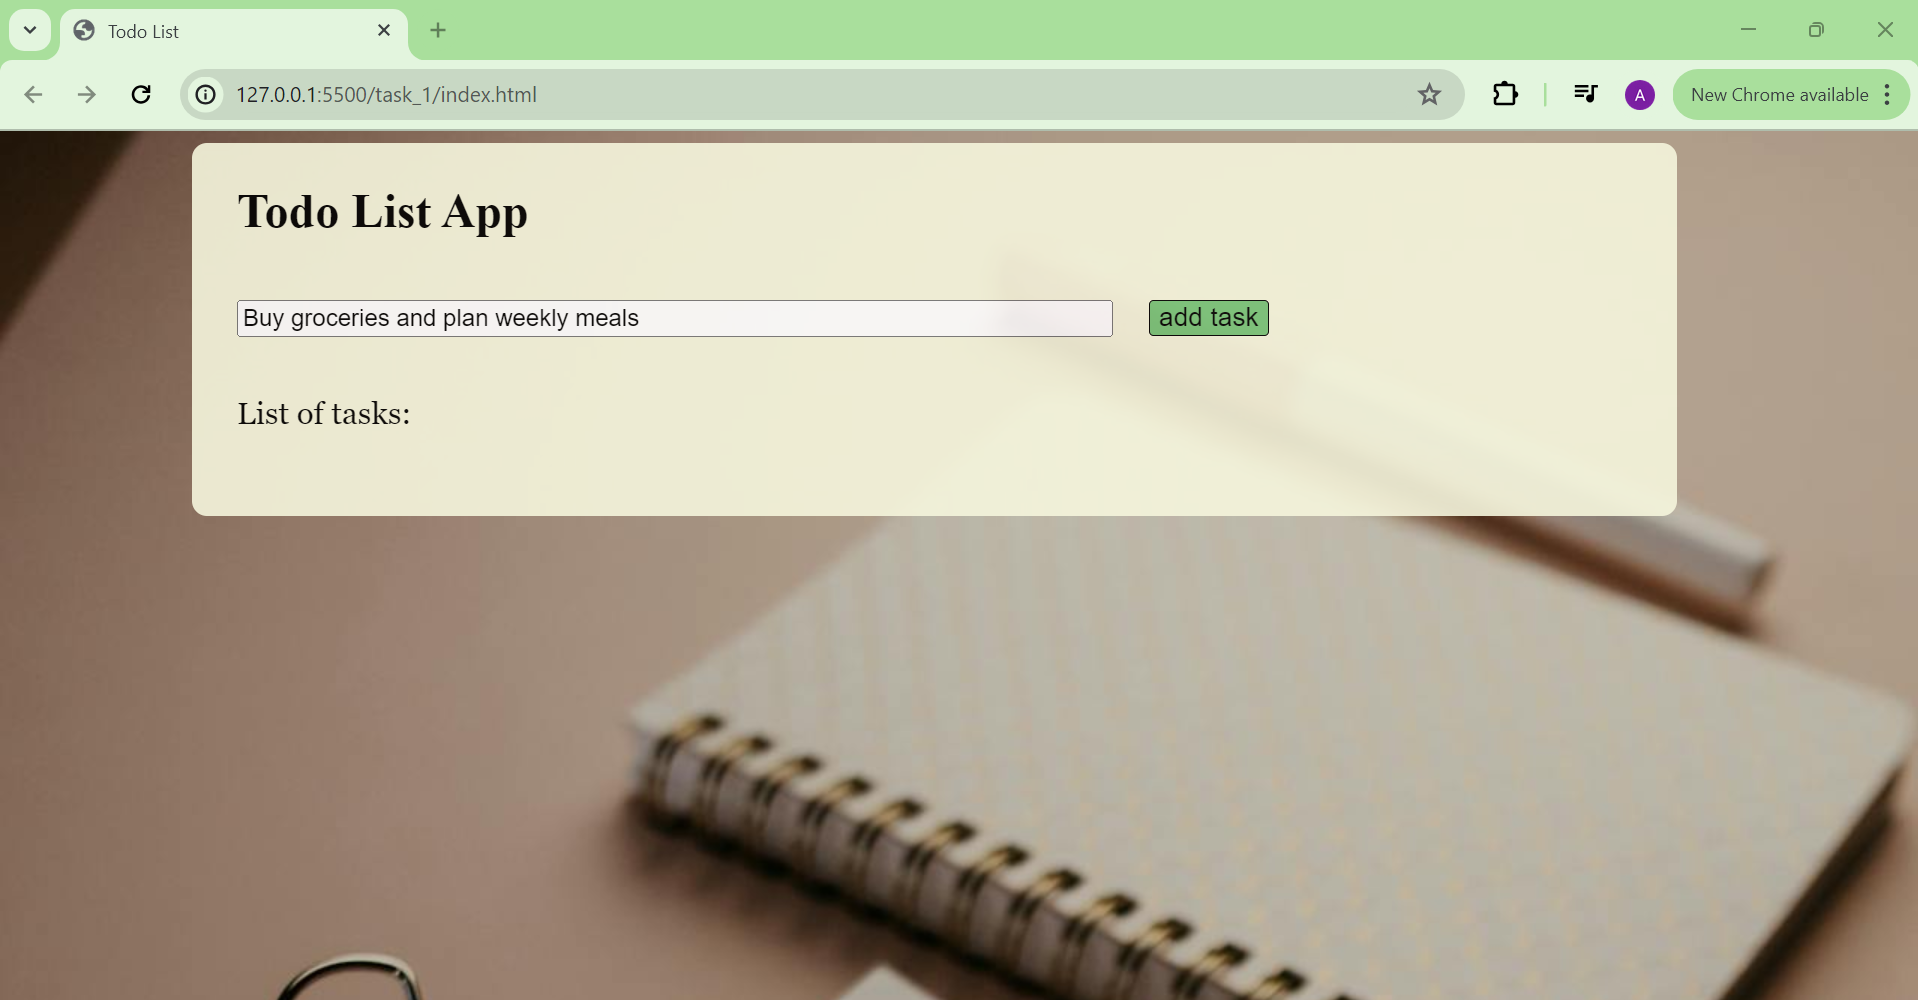 Todo List
127.0.0.1:5500/task_1/index.html
A
New Chrome available
Todo List App
Buy groceries and plan weekly meals
add task
List of tasks: